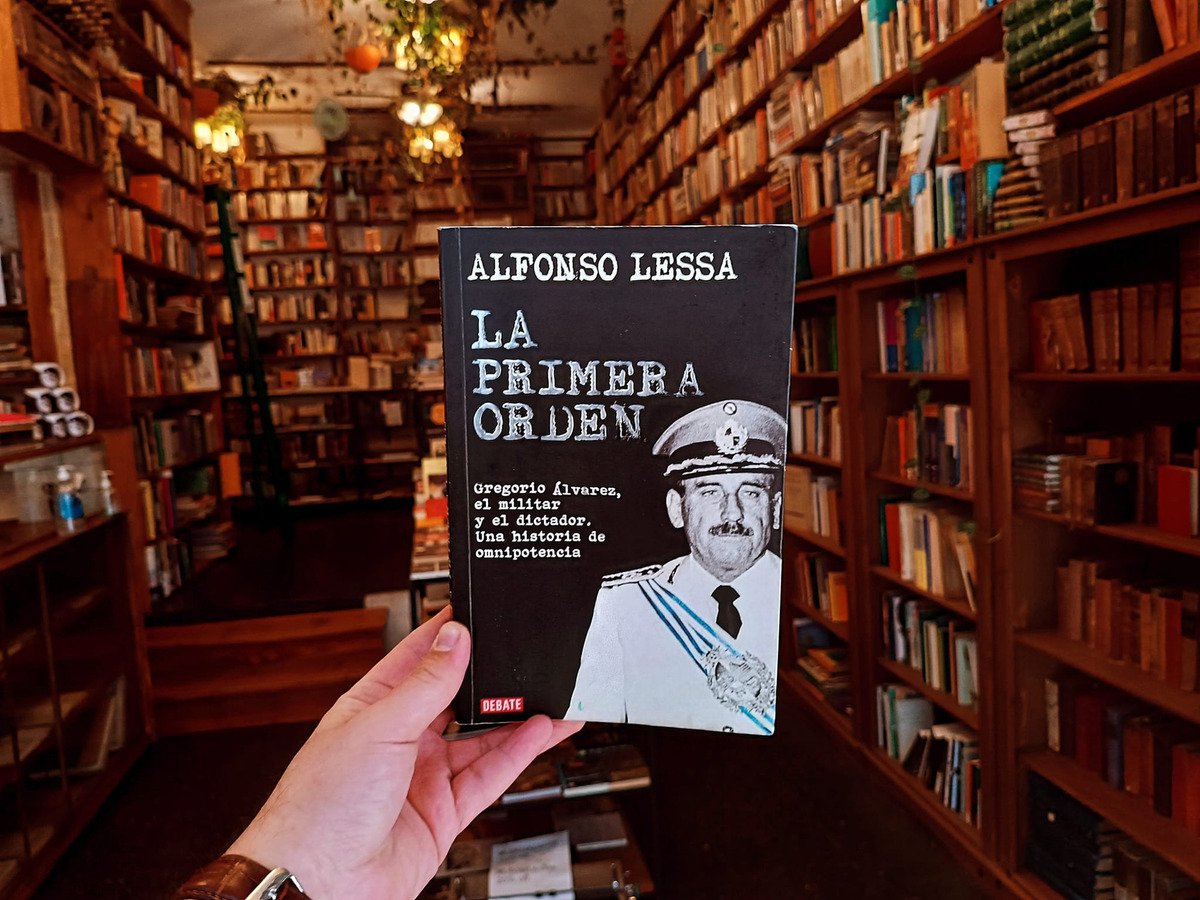 ALFONSO LESSA
LA
PRIMERA
ORDEN
Gregorio Álvarez,
el militar
y el dictador.
Una historia de
omnipotencia
DEBATE